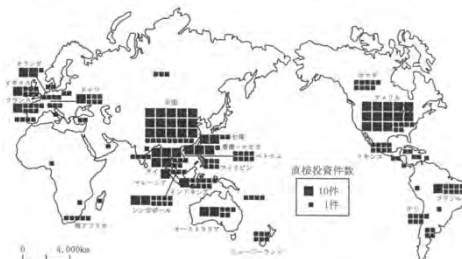 オランダ
イギリス
ドイツ
フランス
中国
台湾
香港・マカオ
ベトナム
フィリピン
タイ
マレーシア
インドネシア
シンガポール
オーストラリア
ニュージーランド
南アフリカ
カナダ
アメリカ
メキシコ
ブラジル
チリ
直接投資件数
10件
1件
0 4,000km